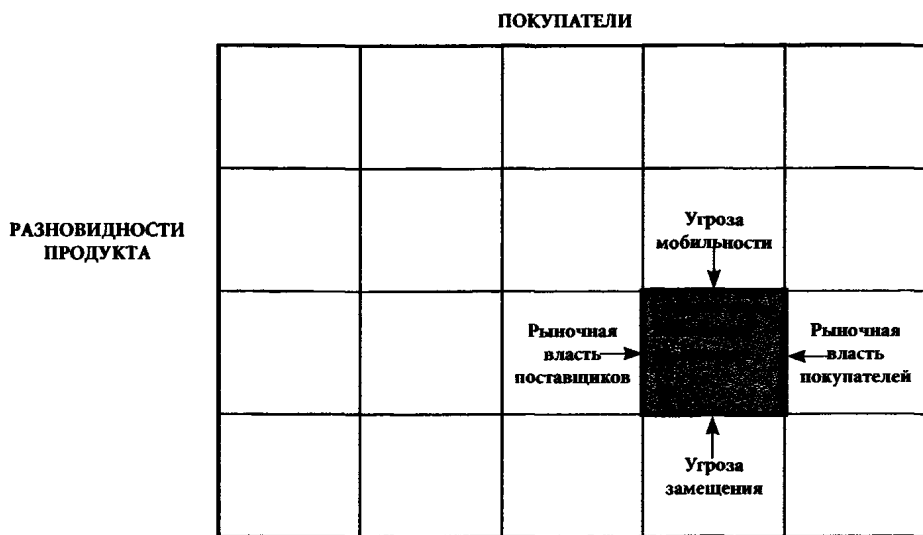 ПОКУПАТЕЛИ
РАЗНОВИДНОСТИ
ПРОДУКТА
Угроза
мобильности
Рыночная
власть
поставщиков
Рыночная
власть
покупателей
Угроза
замещения